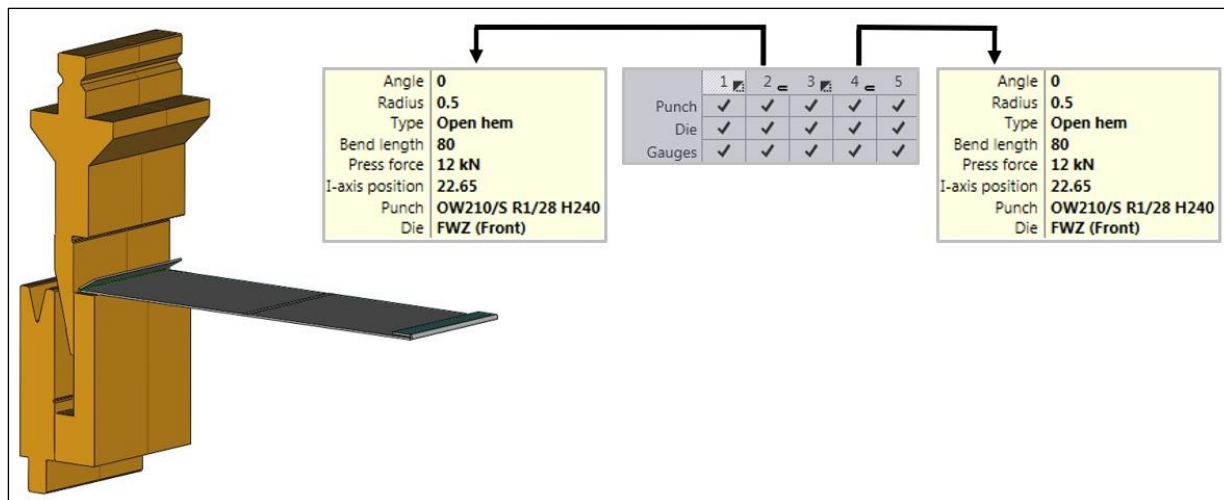 Angle 0
Radius 0.5
Type Open hem
Bend length 80
Press force 12 kN
I-axis position 22.65
Punch OW210/S R1/28 H240
Die FWZ (Front)
1 2 3 4 5
Punch ✓ ✓ ✓ ✓ ✓
Die ✓ ✓ ✓ ✓ ✓
Gauges ✓ ✓ ✓ ✓ ✓
Angle 0
Radius 0.5
Type Open hem
Bend length 80
Press force 12 kN
I-axis position 22.65
Punch OW210/S R1/28 H240
Die FWZ (Front)